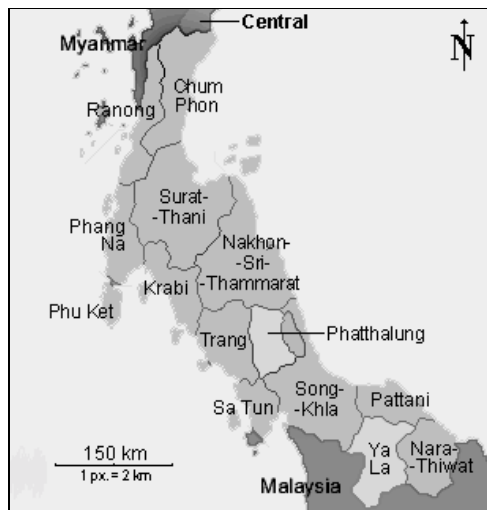 Central
Myanmar
N
Chum
Phon
Ranong
Surat-
-Thani
Phang
Na
Nakhon-
-Sri-
-Thammarat
Krabi
Phu Ket
Trang
Phatthalung
Song-
-Khla
Pattani
Sa Tun
Ya
La
Nara-
-Thiwat
150 km
1 px. = 2 km
Malaysia